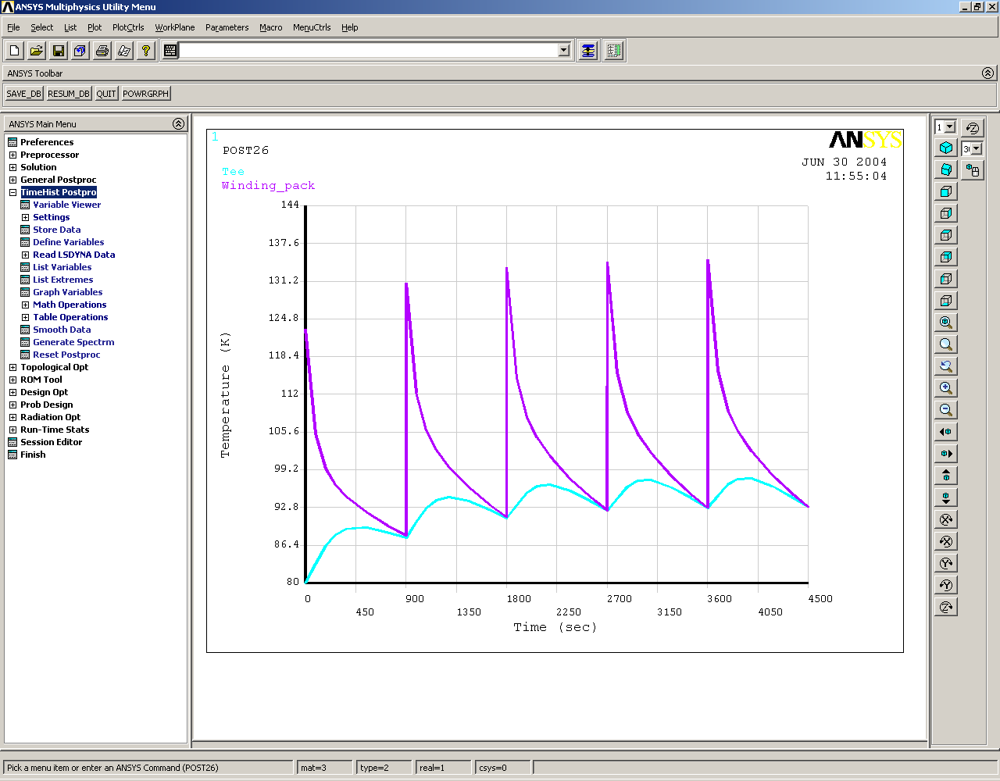 ANSYS Multiphysics Utility Menu
File Select List Plot PlotCtrls WorkPlane Parameters Macro MenuCtrls Help
ANSYS Toolbar
SAVE_DB RESUM_DB QUIT POWRGRPH
ANSYS Main Menu
Preferences
Preprocessor
Solution
General Postproc
TimeHist Postpro
Variable Viewer
Settings
Store Data
Define Variables
Read LSDYNA Data
List Variables
List Extremes
Graph Variables
Math Operations
Table Operations
Smooth Data
Generate Spectrm
Reset Postproc
Topological Opt
ROM Tool
Design Opt
Prob Design
Radiation Opt
Run-Time Stats
Session Editor
Finish
1
POST26
Tee
Winding_pack
ANSYS
JUN 30 2004
11:55:04
144
137.6
131.2
124.8
118.4
112
105.6
99.2
92.8
86.4
80
Temperature (K)
0 900 1800 2700 3600 4500
450 1350 2250 3150 4050
Time (sec)
1
Z
X
X
Y
Y
Z
Pick a menu item or enter an ANSYS Command (POST26) mat=3 type=2 real=1 csys=0